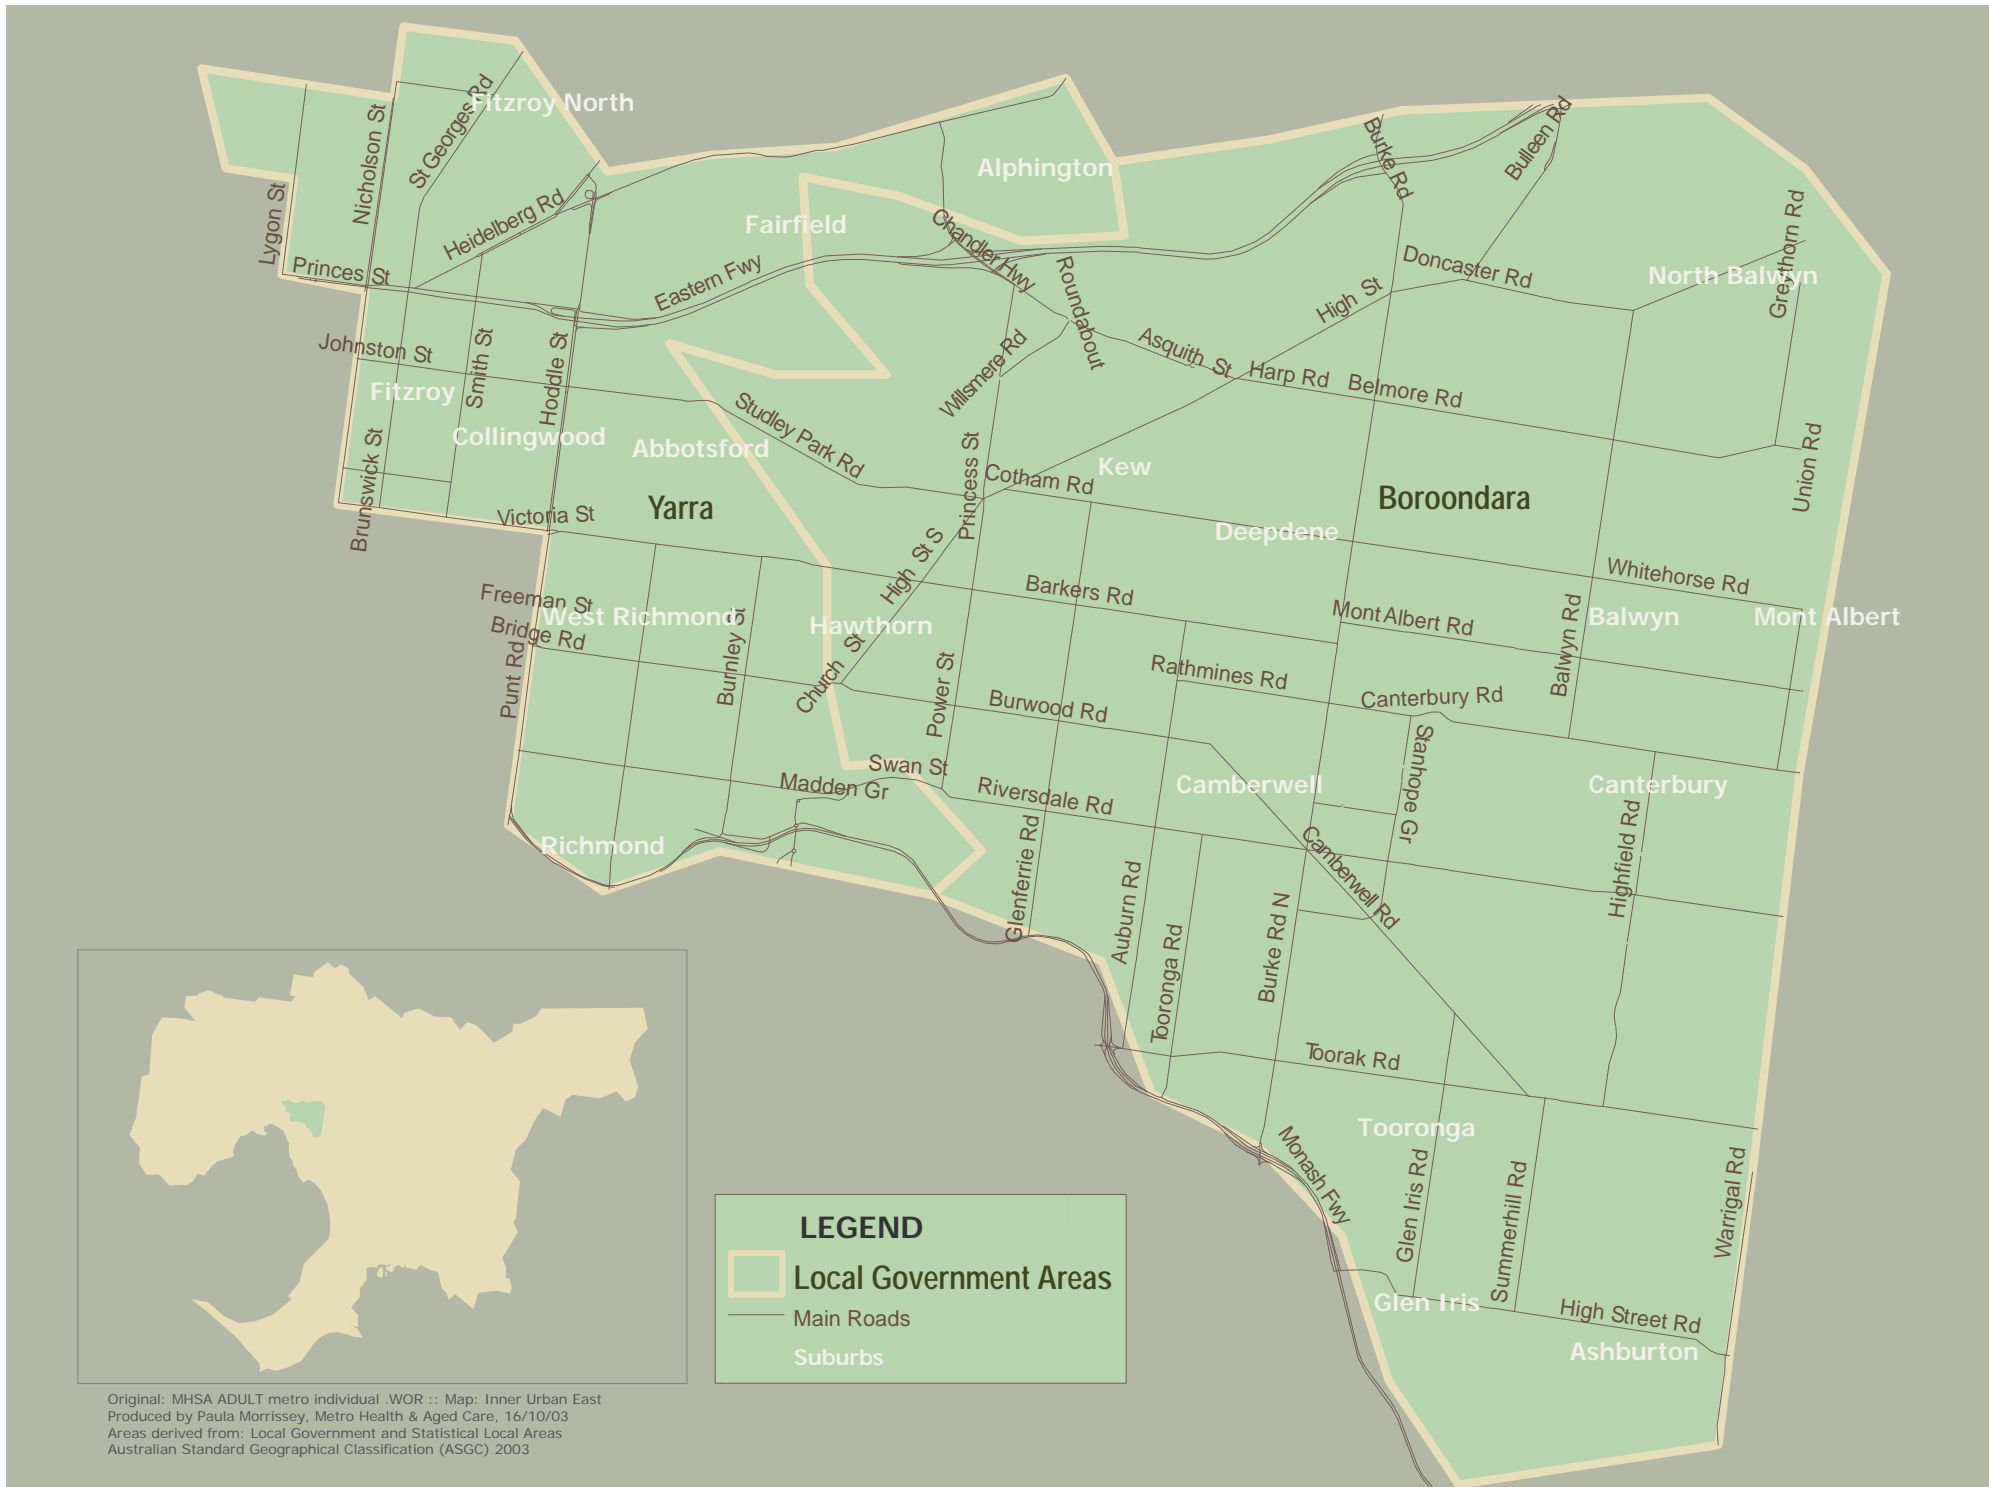 Fitzroy North
St Georges Rd
Nicholson St
Lygon St
Heidelberg Rd
Princes St
Alphington
Fairfield
Chandler Hwy
Eastern Fwy
Roundabout
Burke Rd
Bulleen Rd
Doncaster Rd
High St
Greythorn Rd
North Balwyn
Johnston St
Fitzroy
Smith St
Hoddle St
Collingwood
Abbotsford
Brunswick St
Victoria St
Yarra
Studley Park Rd
Willsmere Rd
Asquith St
Harp Rd
Belmore Rd
Union Rd
Princess St
Cotham Rd
Kew
Boroondara
Deepdene
High St S
Barkers Rd
Whitehorse Rd
Mont Albert Rd
Balwyn Rd
Balwyn
Mont Albert
Freeman St
West Richmond
Bridge Rd
Punt Rd
Burnley St
Hawthorn
Church St
Power St
Burwood Rd
Rathmines Rd
Canterbury Rd
Stanhope Gr
Swan St
Madden Gr
Riversdale Rd
Camberwell
Canterbury
Highfield Rd
Richmond
Glenferrie Rd
Auburn Rd
Tooronga Rd
Burke Rd N
Camberwell Rd
Toorak Rd
Tooronga
Monash Fwy
Glen Iris Rd
Summerhill Rd
Warrigal Rd
Glen Iris
High Street Rd
Ashburton
LEGEND
Local Government Areas
Main Roads
Suburbs
Original: MHSA ADULT metro individual .WOR :: Map: Inner Urban East
Produced by Paula Morrissey, Metro Health & Aged Care, 16/10/03
Areas derived from: Local Government and Statistical Local Areas
Australian Standard Geographical Classification (ASGC) 2003